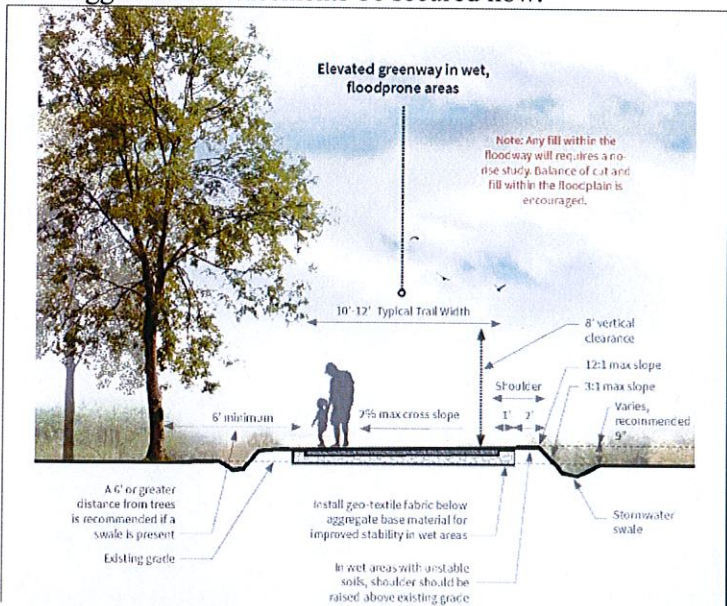 be secured now.
Elevated greenway in wet,
floodprone areas
Note: Any fill within the
floodway will requires a no-
rise study. Balance of cut and
fill within the floodplain is
encouraged.
10'-12' Typical Trail Width
8' vertical
clearance
12:1 max slope
Shoulder
3:1 max slope
6' minimum
2% max cross slope
1'
2'
Varies,
recommended
9"
A 6' or greater
distance from trees
is recommended if a
swale is present
Install geo-textile fabric below
aggregate base material for
improved stability in wet areas
Stormwater
swale
Existing grade
In wet areas with unstable
soils, shoulder should be
raised above existing grade